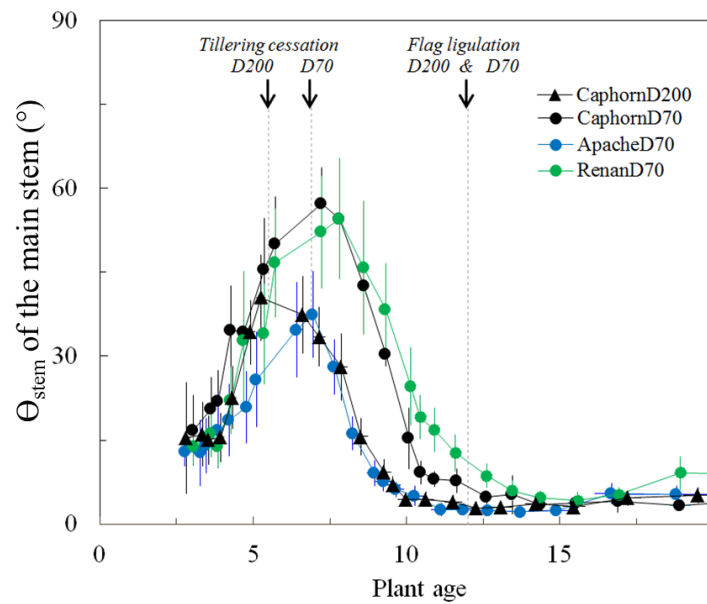 90
60
30
0
Θstem of the main stem (°)
Tillering cessation
D200 D70
Flag ligulation
D200 & D70
CaphornD200
CaphornD70
ApacheD70
RenanD70
0 5 10 15
Plant age